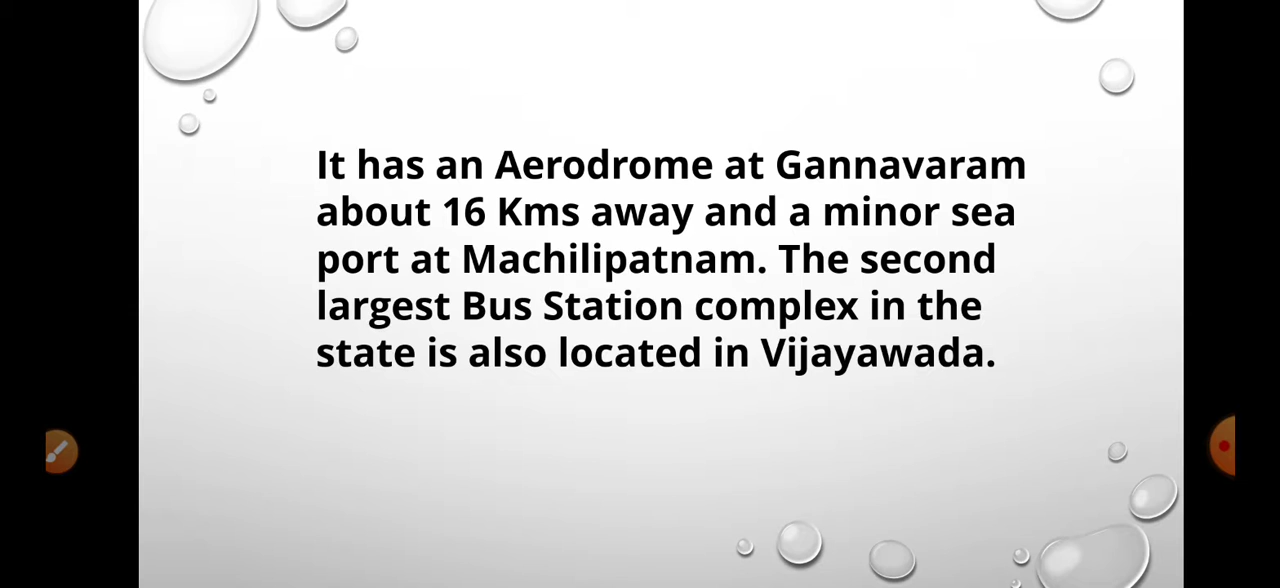 It has an Aerodrome at Gannavaram
about 16 Kms away and a minor sea
port at Machilipatnam. The second
largest Bus Station complex in the
state is also located in Vijayawada.